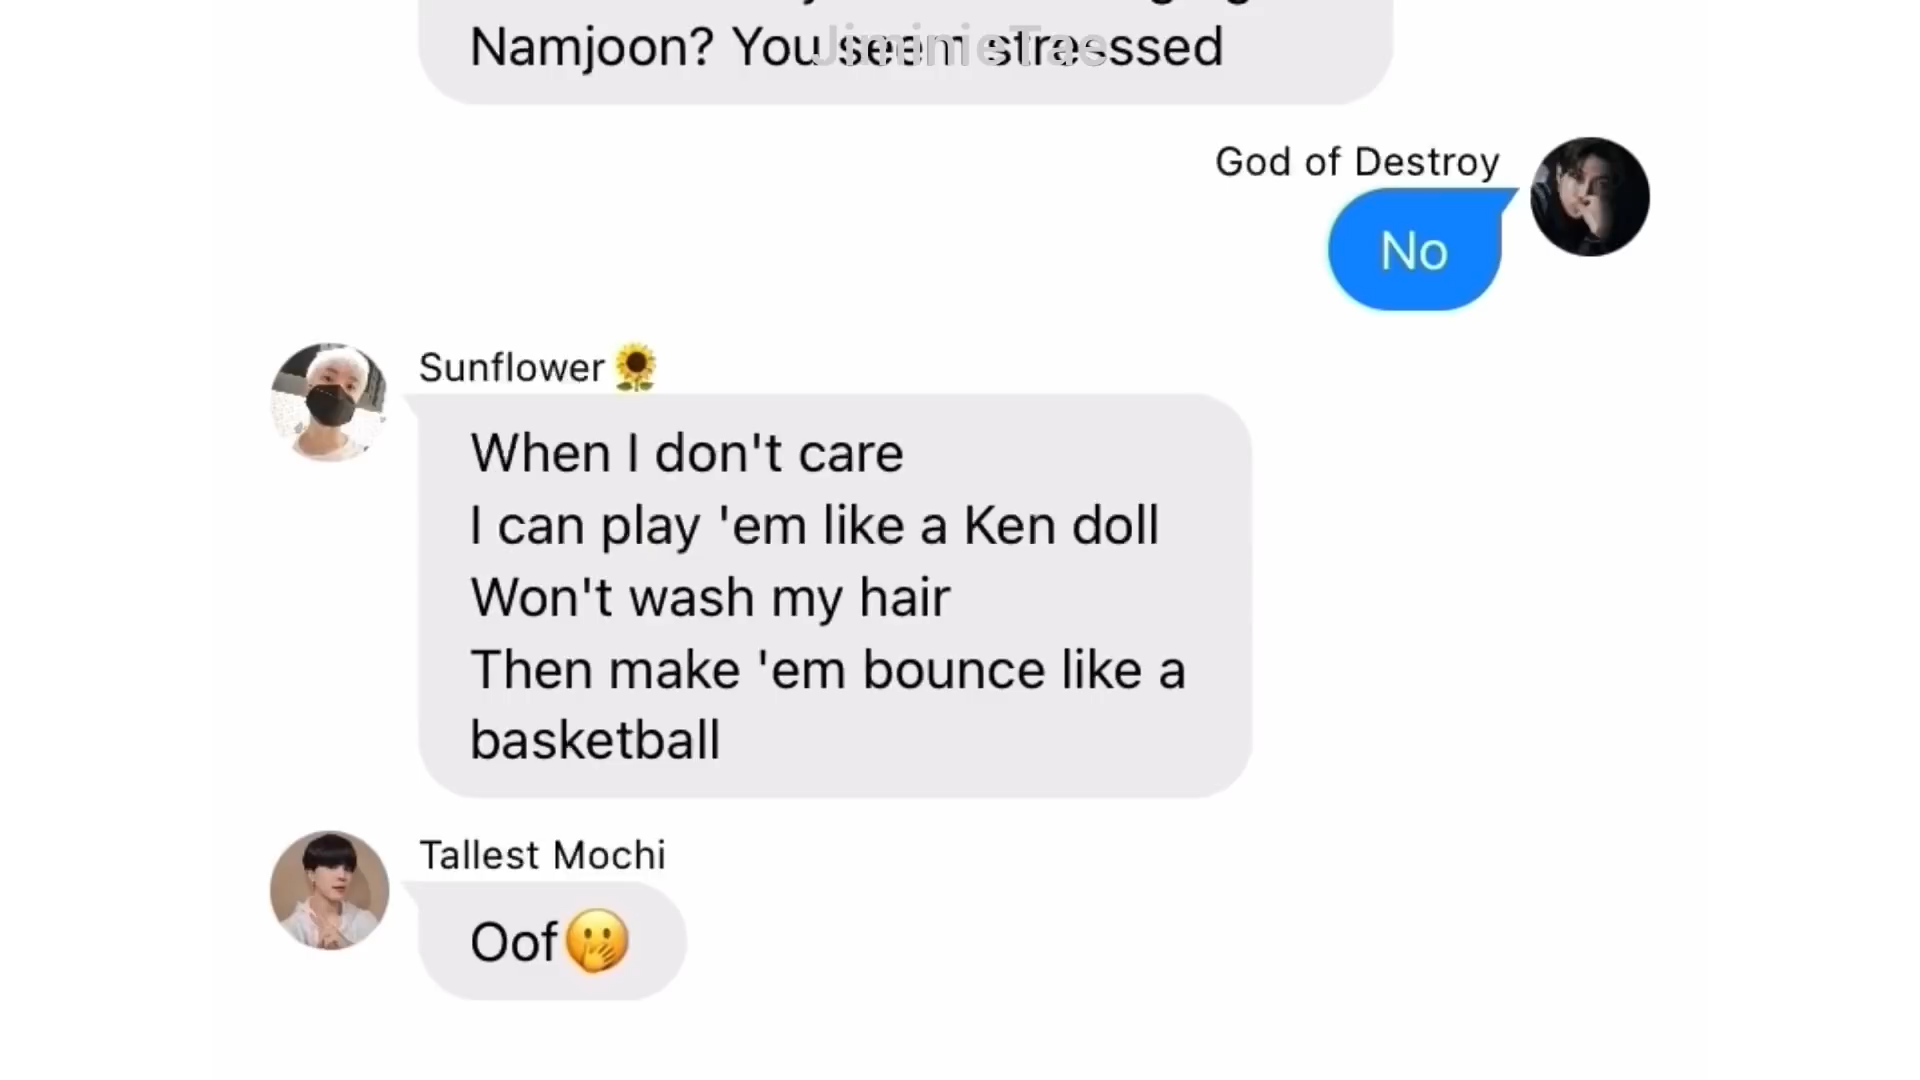 Namjoon? You seem stressed
JiminieTae
God of Destroy
No
Sunflower🌻
When I don't care
I can play 'em like a Ken doll
Won't wash my hair
Then make 'em bounce like a
basketball
Tallest Mochi
Oof🤭